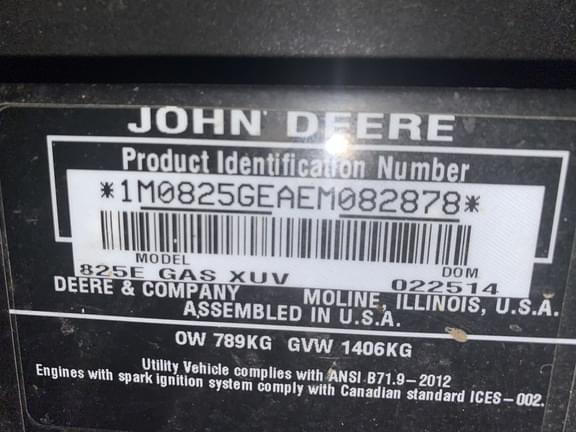 JOHN DEERE
Product Identification Number
*1M0825GEAEM082878*
MODEL DOM
825E GAS XUV 022514
DEERE & COMPANY MOLINE, ILLINOIS, U.S.A.
ASSEMBLED IN U.S.A.
OW 789KG GVW 1406KG
Utility Vehicle complies with ANSI B71.9-2012
Engines with spark ignition system comply with Canadian standard ICES-002.